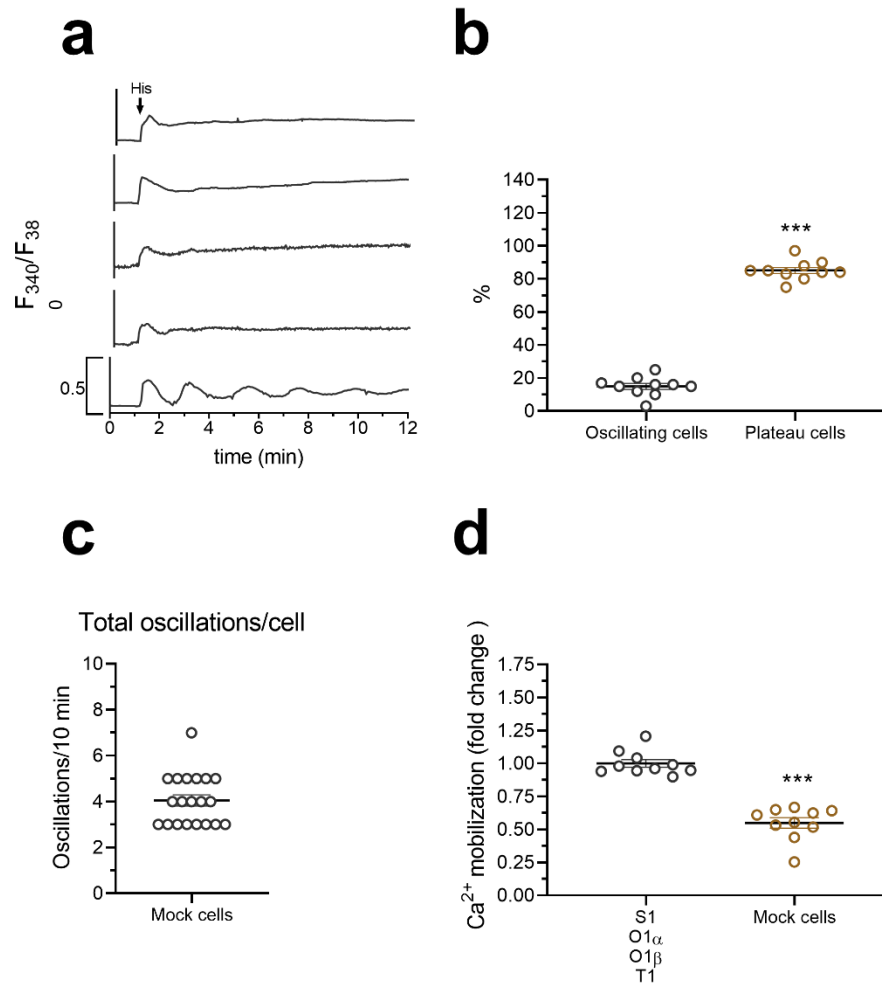 a
His
F340/F38
0
0.5
0 2 4 6 8 10 12
time (min)
b
140
120
100
80
60
40
20
0
%
***
Oscillating cells Plateau cells
c
Total oscillations/cell
10
8
6
4
2
0
Oscillations/10 min
Mock cells
d
Ca2+ mobilization (fold change )
1.75
1.50
1.25
1.00
0.75
0.50
0.25
0.00
***
S1 Mock cells
O1α
O1β
T1